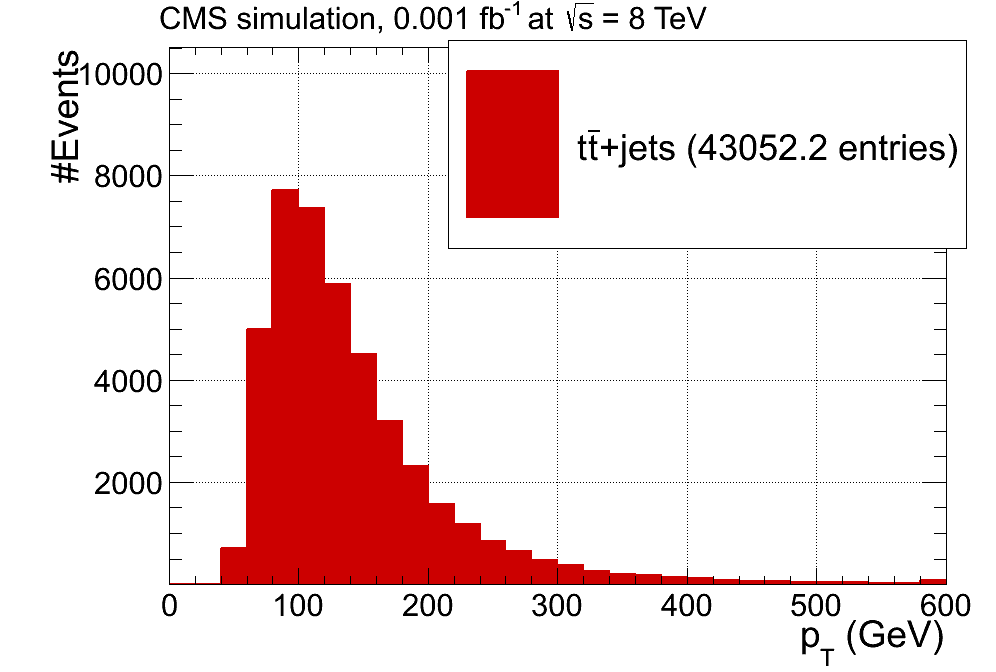 CMS simulation, 0.001 fb⁻¹ at √s = 8 TeV
#Events
10000
8000
6000
4000
2000
tt̄+jets (43052.2 entries)
0 100 200 300 400 500 600
p_T (GeV)